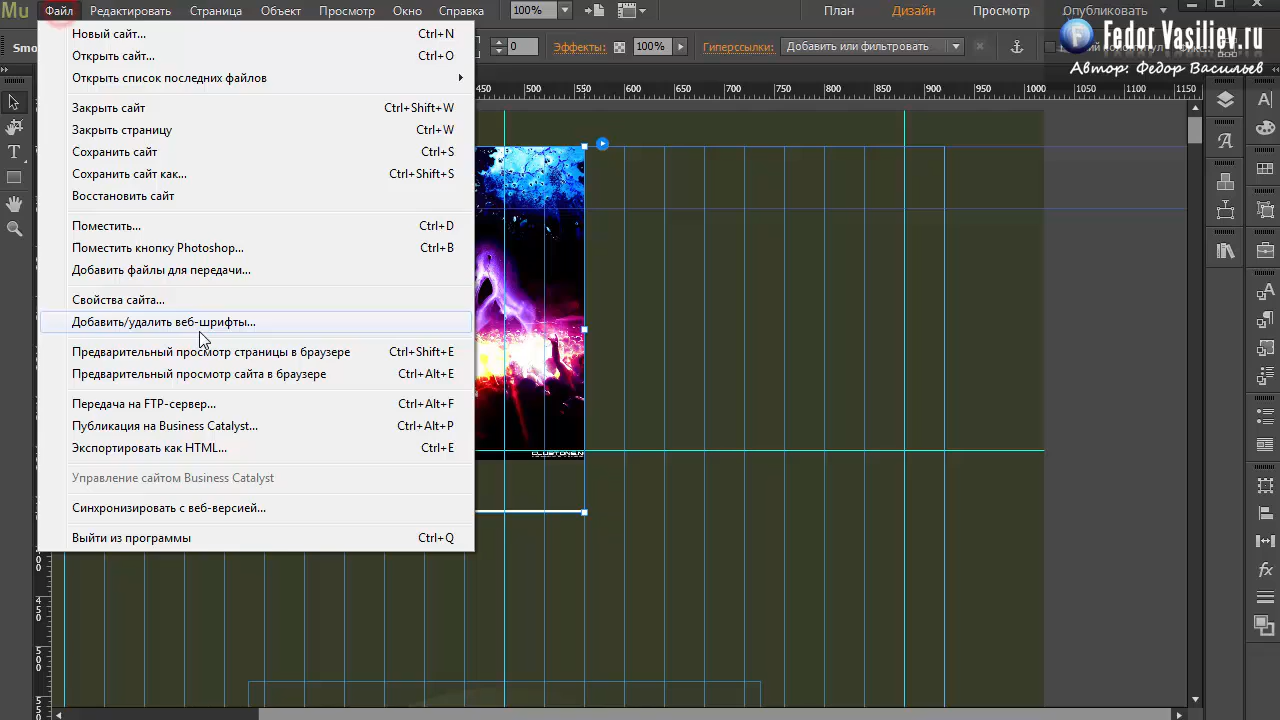 Mu Файл Редактировать Страница Объект Просмотр Окно Справка 100% План Дизайн Просмотр Опубликовать
0 Эффекты: 100% Гиперссылки: Добавить или фильтровать
Fedor Vasiliev.ru
Автор: Федор Васильев
450 500 550 600 650 700 750 800 850 900 950 1000 1050 1100 1150
Новый сайт... Ctrl+N
Открыть сайт... Ctrl+O
Открыть список последних файлов
Закрыть сайт Ctrl+Shift+W
Закрыть страницу Ctrl+W
Сохранить сайт Ctrl+S
Сохранить сайт как... Ctrl+Shift+S
Восстановить сайт
Поместить... Ctrl+D
Поместить кнопку Photoshop... Ctrl+B
Добавить файлы для передачи...
Свойства сайта...
Добавить/удалить веб-шрифты...
Предварительный просмотр страницы в браузере Ctrl+Shift+E
Предварительный просмотр сайта в браузере Ctrl+Alt+E
Передача на FTP-сервер... Ctrl+Alt+F
Публикация на Business Catalyst... Ctrl+Alt+P
Экспортировать как HTML... Ctrl+E
Управление сайтом Business Catalyst
Синхронизировать с веб-версией...
Выйти из программы Ctrl+Q
450
500
550